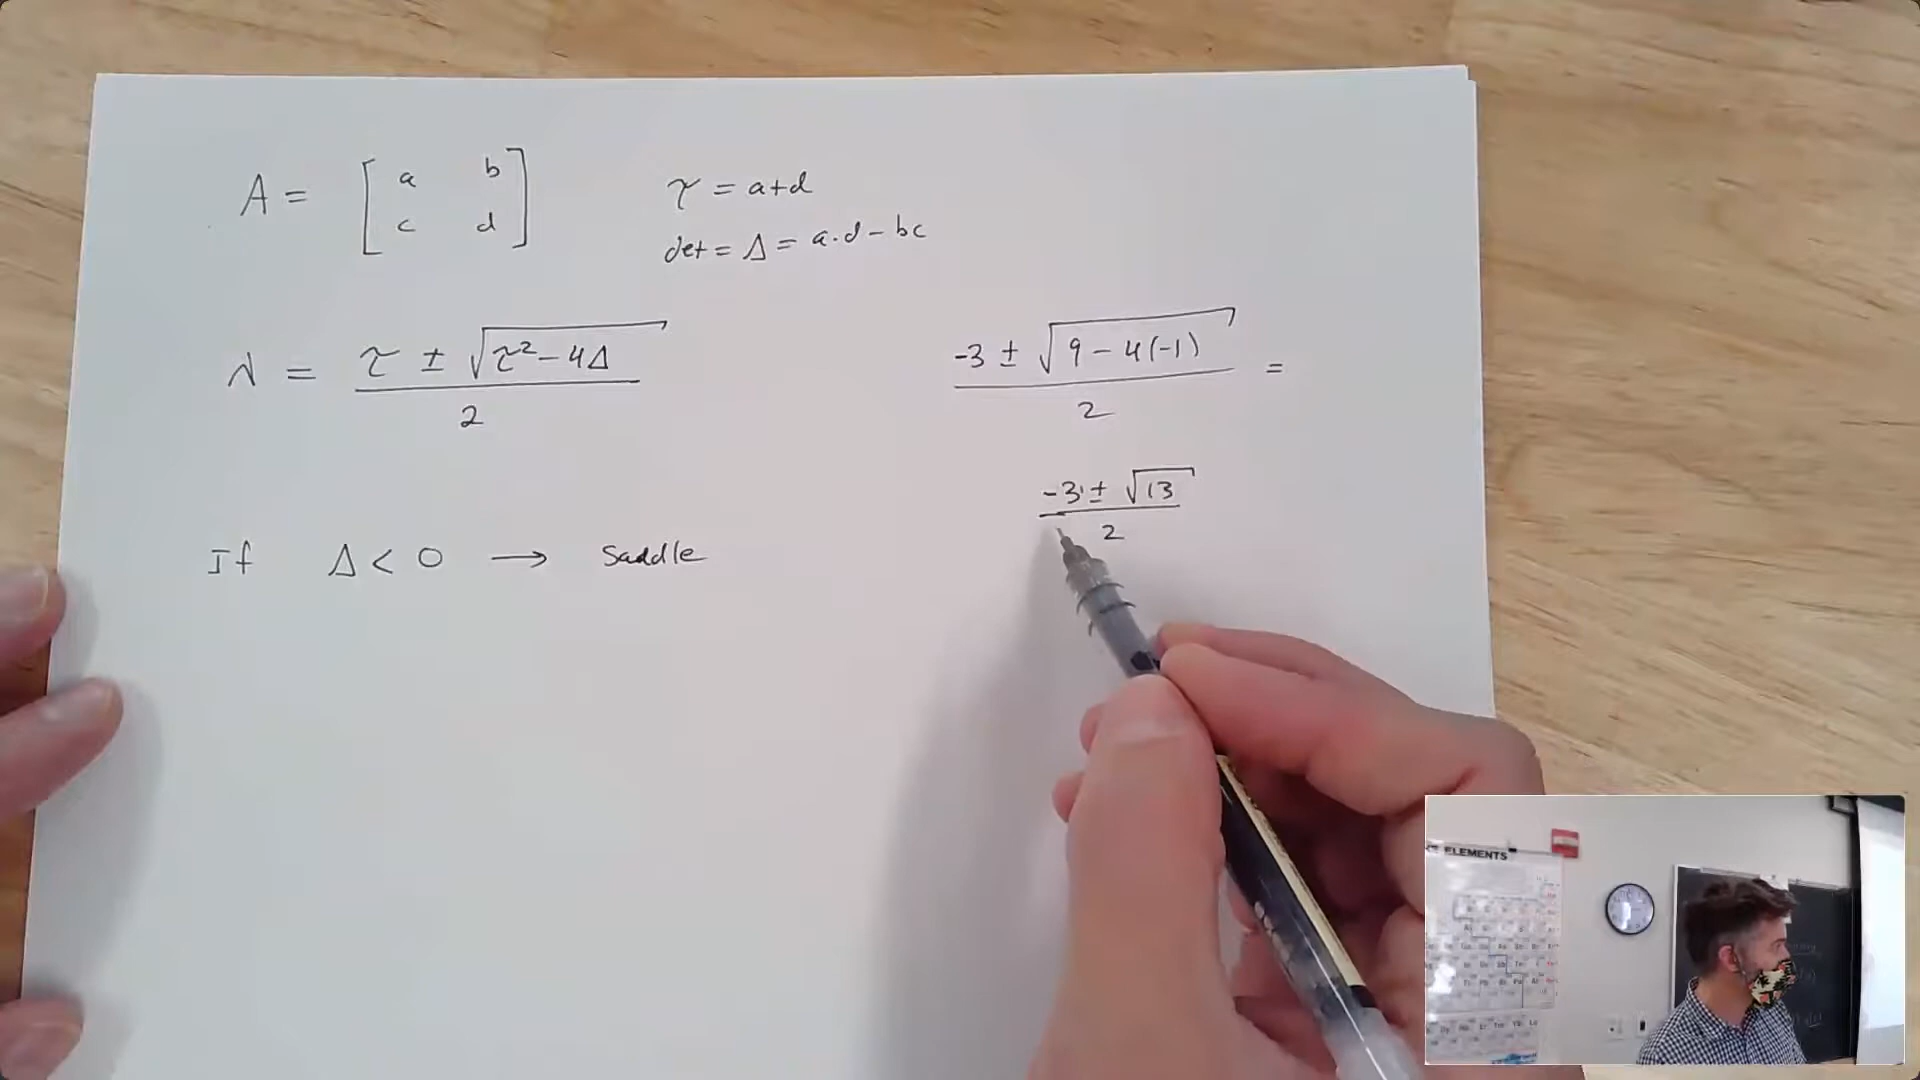 A = [ a b
c d ]
τ = a+d
det = Δ = a·d − bc
λ = τ ± √τ²−4Δ / 2
-3 ± √9 − 4(-1) / 2 =
-3 ± √13 / 2
If Δ < 0 → Saddle
ELEMENTS